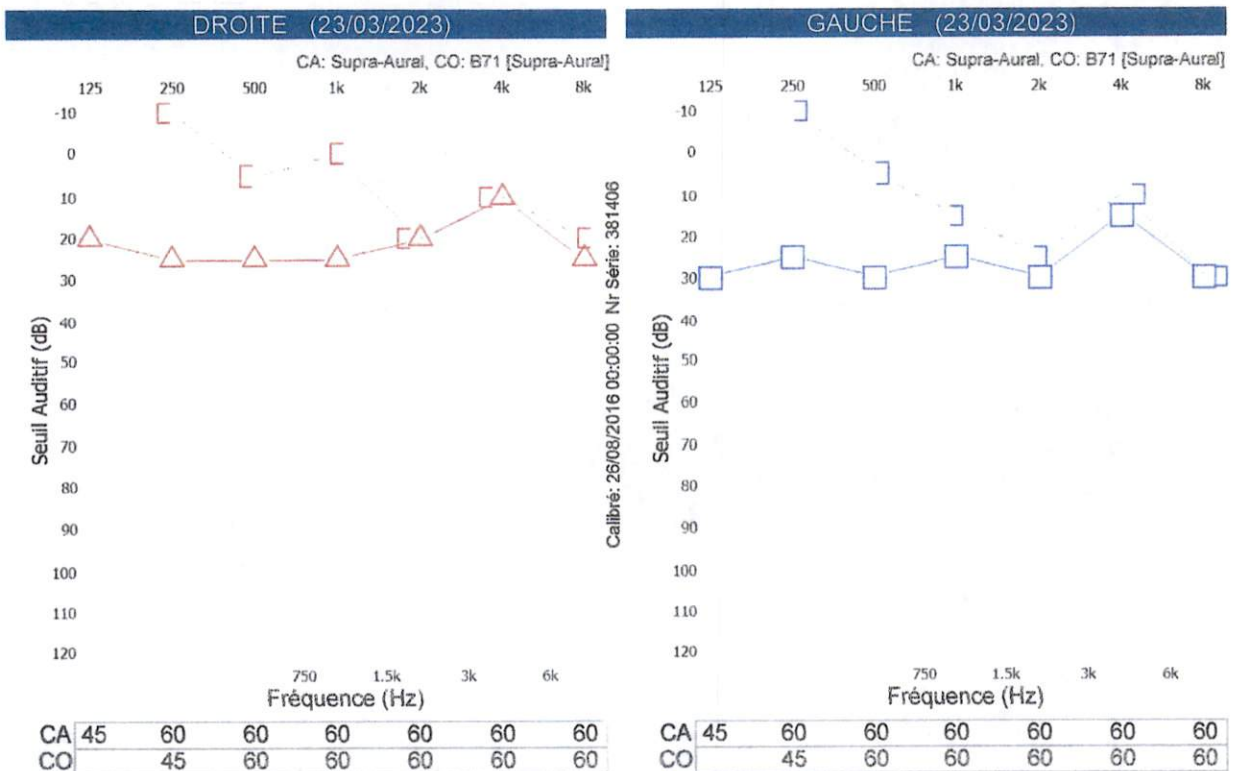 DROITE (23/03/2023)
CA: Supra-Aural, CO: B71 [Supra-Aural]
125 250 500 1k 2k 4k 8k
-10
0
10
20
30
40
50
60
70
80
90
100
110
120
Seuil Auditif (dB)
750 1.5k 3k 6k
Fréquence (Hz)
CA 45 60 60 60 60 60 60
CO 45 60 60 60 60 60
Calibré: 26/08/2016 00:00:00 Nr Série: 381406
GAUCHE (23/03/2023)
CA: Supra-Aural, CO: B71 [Supra-Aural]
125 250 500 1k 2k 4k 8k
-10
0
10
20
30
40
50
60
70
80
90
100
110
120
Seuil Auditif (dB)
750 1.5k 3k 6k
Fréquence (Hz)
CA 45 60 60 60 60 60 60
CO 45 60 60 60 60 60